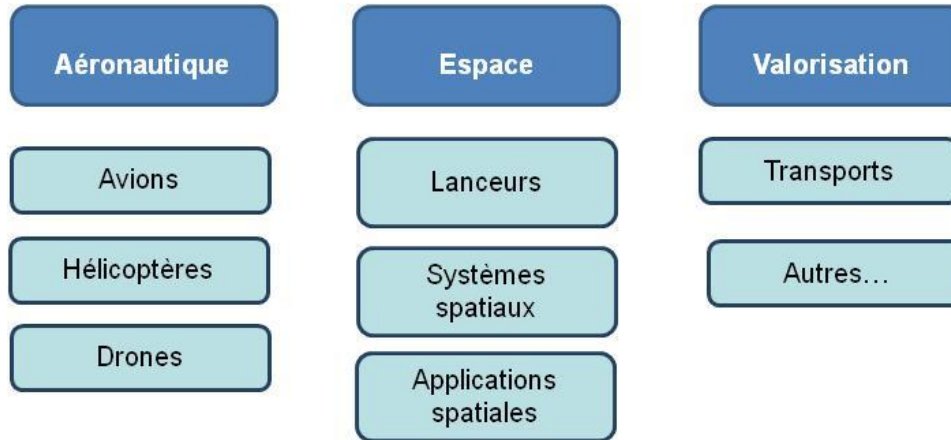 Aéronautique
Avions
Hélicoptères
Drones
Espace
Lanceurs
Systèmes
spatiaux
Applications
spatiales
Valorisation
Transports
Autres…